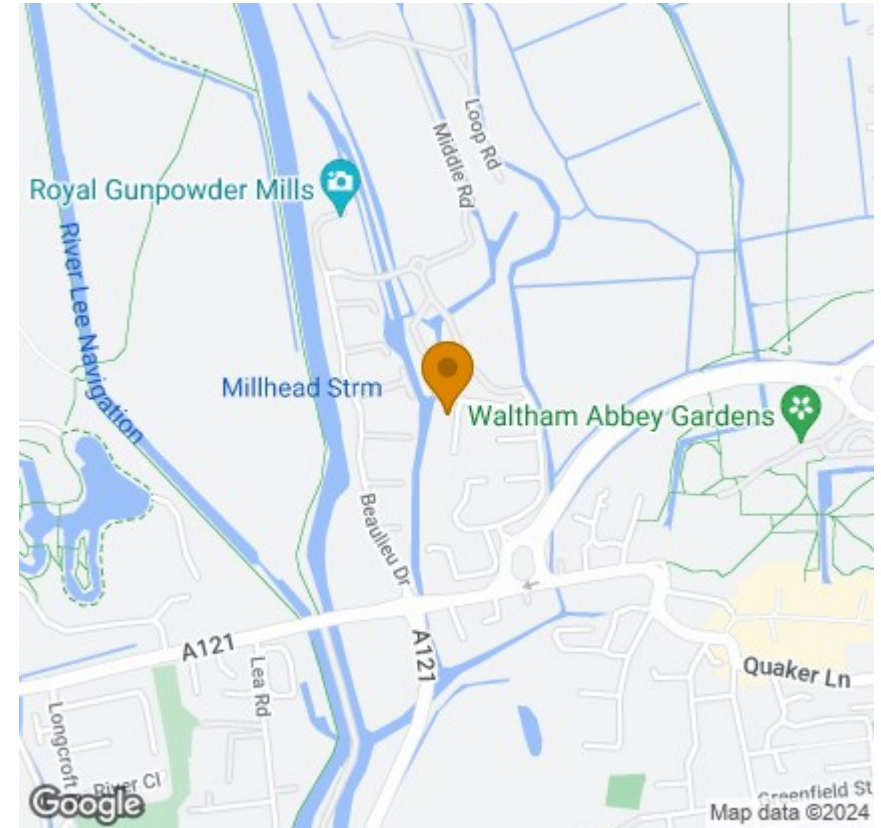 Loop Rd
Middle Rd
Royal Gunpowder Mills
River Lee Navigation
Millhead Strm
Waltham Abbey Gardens
Beaulieu Dr
A121
A121
Lea Rd
Quaker Ln
Longcroft
River Cl
Greenfield St
Google
Map data ©2024